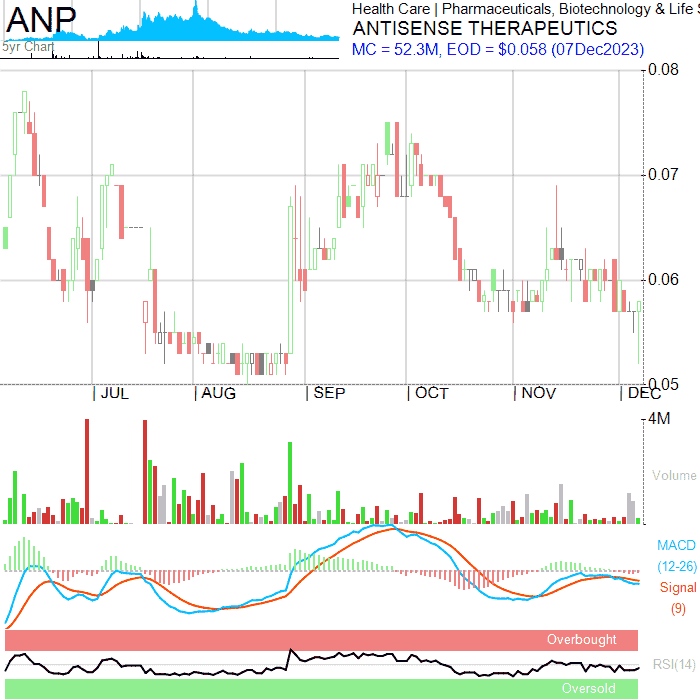 ANP
5yr Chart
Health Care | Pharmaceuticals, Biotechnology & Life S
ANTISENSE THERAPEUTICS
MC = 52.3M, EOD = $0.058 (07Dec2023)
0.08
0.07
0.06
0.05
JUL AUG SEP OCT NOV DEC
4M
Volume
MACD
(12-26)
Signal
(9)
Overbought
RSI(14)
Oversold